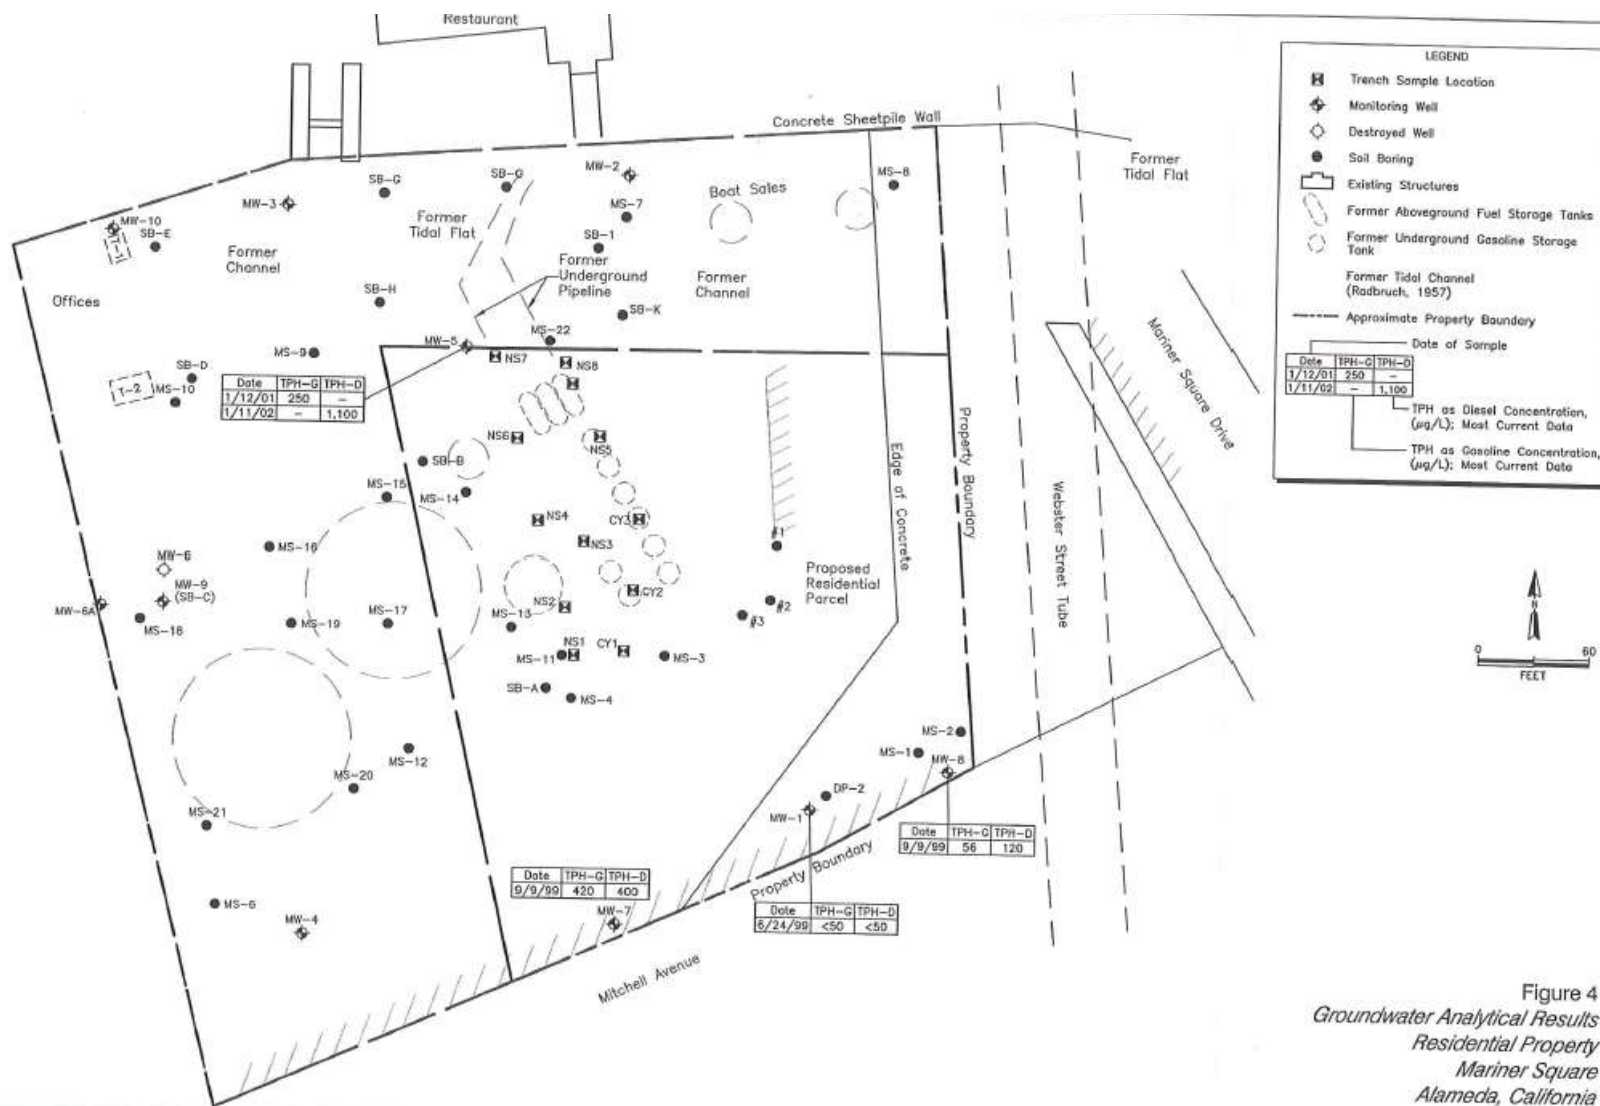 Restaurant
Concrete Sheetpile Wall
Former
Tidal Flat
MW-2
MS-8
SB-G
SB-G
Boat Sales
MW-3
MS-7
MW-10
SB-E
T-1
Former
Tidal Flat
SB-1
Former
Channel
Former
Underground
Pipeline
Former
Channel
Offices
SB-H
SB-K
MS-22
MW-5
MS-9
NS7
NS8
SB-D
T-2
MS-10
Date TPH-G TPH-D
1/12/01 250 -
1/11/02 - 1,100
NS6
NS5
SB-B
MS-15
MS-14
NS4
CY3
NS3
MS-16
#1
MW-6
MW-9
(SB-C)
MW-6A
MS-18
MS-19
MS-17
MS-13
NS2
CY2
Proposed
Residential
Parcel
#2
#3
NS1
CY1
MS-11
MS-3
SB-A
MS-4
Edge of Concrete
Property Boundary
Webster Street Tube
Mariner Square Drive
MS-2
MS-1
MW-8
MS-12
MS-20
DP-2
MW-1
MS-21
Date TPH-G TPH-D
9/9/99 56 120
Property Boundary
Date TPH-G TPH-D
9/9/99 420 400
MW-7
Date TPH-G TPH-D
6/24/99 <50 <50
MS-6
MW-4
Mitchell Avenue
LEGEND
Trench Sample Location
Monitoring Well
Destroyed Well
Soil Boring
Existing Structures
Former Aboveground Fuel Storage Tanks
Former Underground Gasoline Storage
Tank
Former Tidal Channel
(Radbruch, 1957)
Approximate Property Boundary
Date of Sample
Date TPH-G TPH-D
1/12/01 250 -
1/11/02 - 1,100
TPH as Diesel Concentration,
(µg/L); Most Current Data
TPH as Gasoline Concentration,
(µg/L); Most Current Data
N
0 60
FEET
Figure 4
Groundwater Analytical Results
Residential Property
Mariner Square
Alameda, California